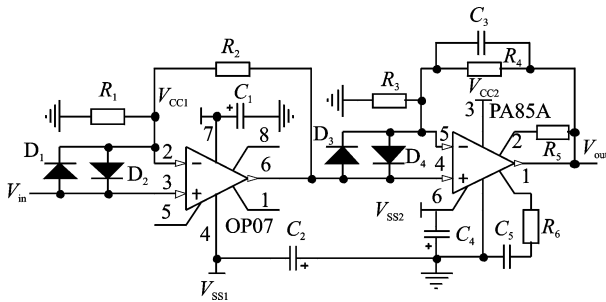 C3
R2
R4
R3
VCC2
R1
VCC1
C1
3
PA85A
7
8
D1
D3
5
2
2
6
D4
R5
Vout
D2
4
1
3
Vin
1
6
5
OP07
VSS2
R6
4
C2
C4
C5
VSS1